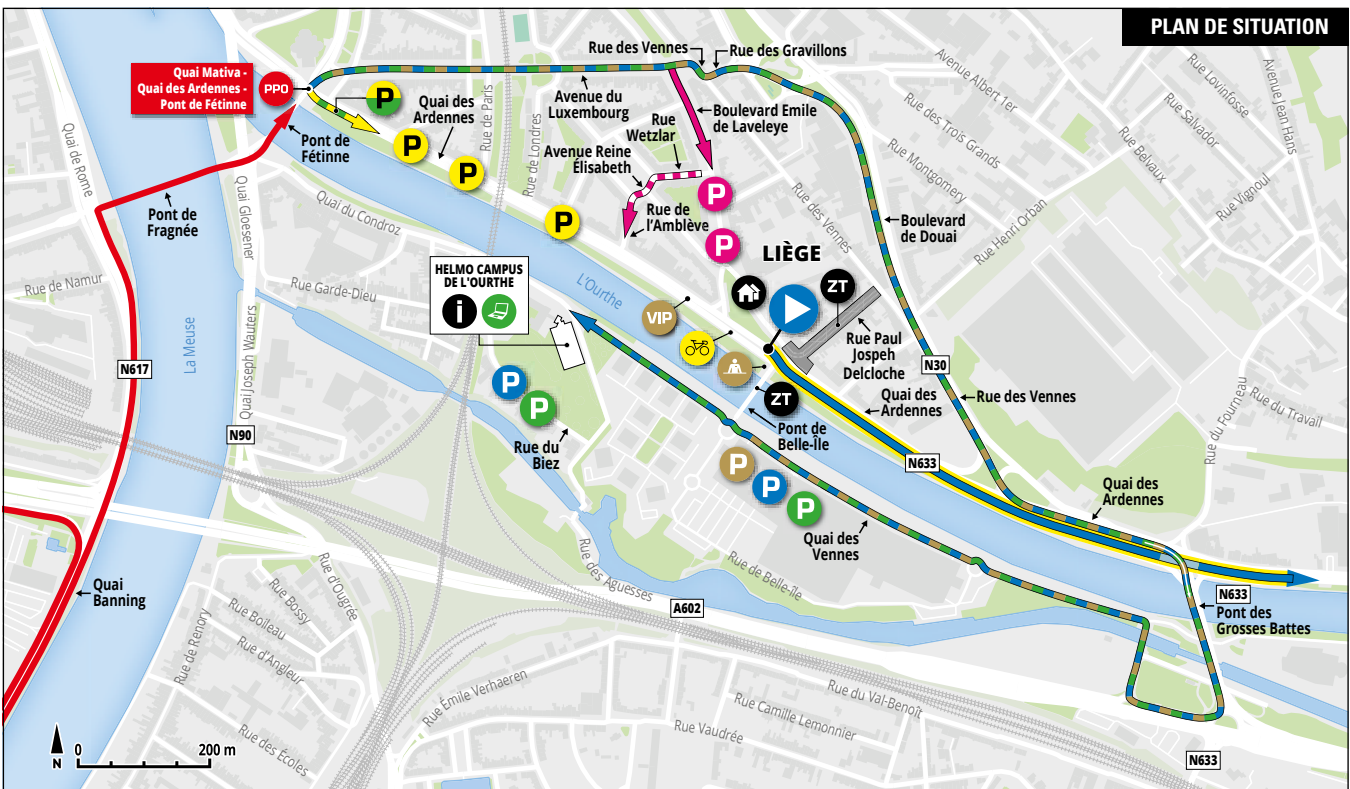 PLAN DE SITUATION
Quai Mativa -
Quai des Ardennes -
Pont de Fétinne
PPO
Rue des Vennes
Rue des Gravillons
Avenue Albert 1er
Rue Lovinfosse
Avenue Jean Hans
Rue Salvador
Rue Belvaux
Rue Vignoul
Rue des Trois Grands
Rue Montgomery
Rue Henri Orban
Quai de Rome
Pont de
Fétinne
P
P
P
Quai des
Ardennes
Rue de Paris
Rue de Londres
Avenue du
Luxembourg
Boulevard Emile
de Laveleye
Rue
Wetzlar
Avenue Reine
Élisabeth
Rue de
l'Amblève
P
P
P
Rue des Vennes
Boulevard
de Douai
Pont de
Fragnée
Quai Gloesener
Quai du Condroz
Rue de Namur
La Meuse
Rue Garde-Dieu
HELMO CAMPUS
DE L'OURTHE
i
L'Ourthe
LIÈGE
VIP
ZT
Rue Paul
Jospeh
Delcloche
N617
Quai Joseph Wauters
N90
P
P
Rue du
Biez
ZT
Pont de
Belle-Île
Quai des
Ardennes
N30
Rue des Vennes
Rue du Fourneau
Rue du Travail
N633
P
P
P
Quai des
Vennes
Quai des
Ardennes
Quai
Banning
Rue des Aguesses
Rue de Belle-Île
A602
N633
Pont des
Grosses Battes
Rue d'Ougrée
Rue Bossy
Rue Boileau
Rue d'Angleur
Rue de Renory
Rue des Écoles
Rue Émile Verhaeren
Rue du Val-Benoît
Rue Camille Lemonnier
Rue Vaudrée
N633
N
0
200 m